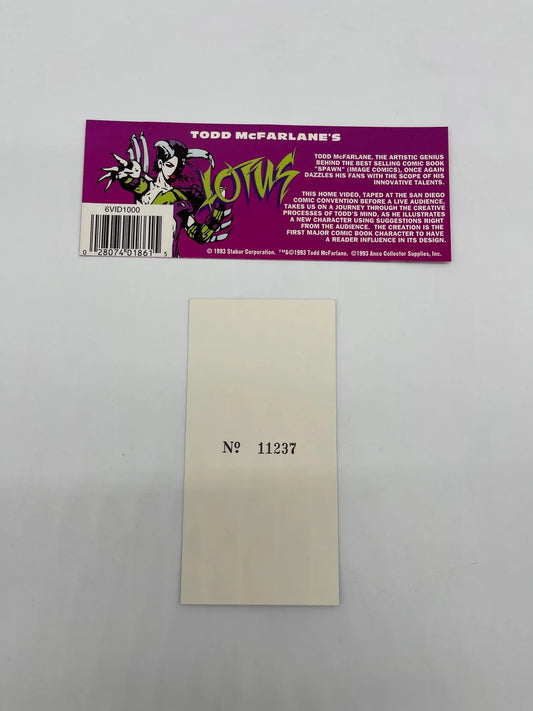 TODD McFARLANE'S
LOTUS
TODD McFARLANE, THE ARTISTIC GENIUS
BEHIND THE BEST SELLING COMIC BOOK
"SPAWN" (IMAGE COMICS), ONCE AGAIN
DAZZLES HIS FANS WITH THE SCOPE OF HIS
INNOVATIVE TALENTS.
THIS HOME VIDEO, TAPED AT THE SAN DIEGO
COMIC CONVENTION BEFORE A LIVE AUDIENCE.
TAKES US ON A JOURNEY THROUGH THE CREATIVE
PROCESSES OF TODD'S MIND, AS HE ILLUSTRATES
A NEW CHARACTER USING SUGGESTIONS RIGHT
FROM THE AUDIENCE. THE CREATION IS THE
FIRST MAJOR COMIC BOOK CHARACTER TO HAVE
A READER INFLUENCE IN ITS DESIGN.
6VID1000
0 28074 01861 5
© 1993 Stabur Corporation. ™&©1993 Todd McFarlane. ©1993 Anco Collector Supplies, Inc.
Nº 11237